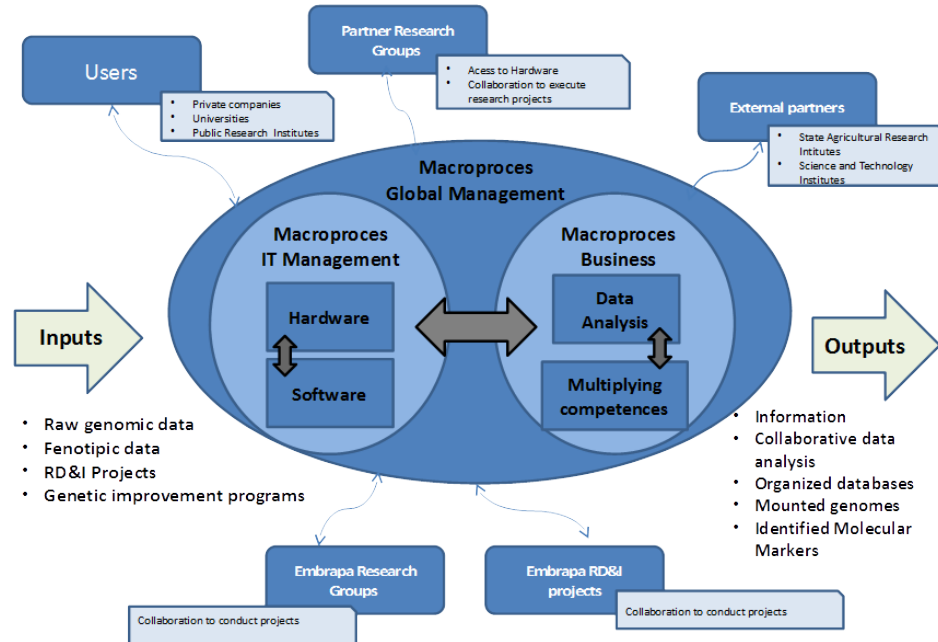 Users
• Private companies
• Universities
• Public Research Institutes
Partner Research
Groups
• Acess to Hardware
• Collaboration to execute
research projects
External partners
• State Agricultural Research
Intitutes
• Science and Technology
Institutes
Macroproces
Global Management
Macroproces
IT Management
Hardware
Software
Macroproces
Business
Data
Analysis
Multiplying
competences
Inputs
• Raw genomic data
• Fenotipic data
• RD&I Projects
• Genetic improvement programs
Outputs
• Information
• Collaborative data
analysis
• Organized databases
• Mounted genomes
• Identified Molecular
Markers
Embrapa Research
Groups
Collaboration to conduct projects
Embrapa RD&I
projects
Collaboration to conduct projects